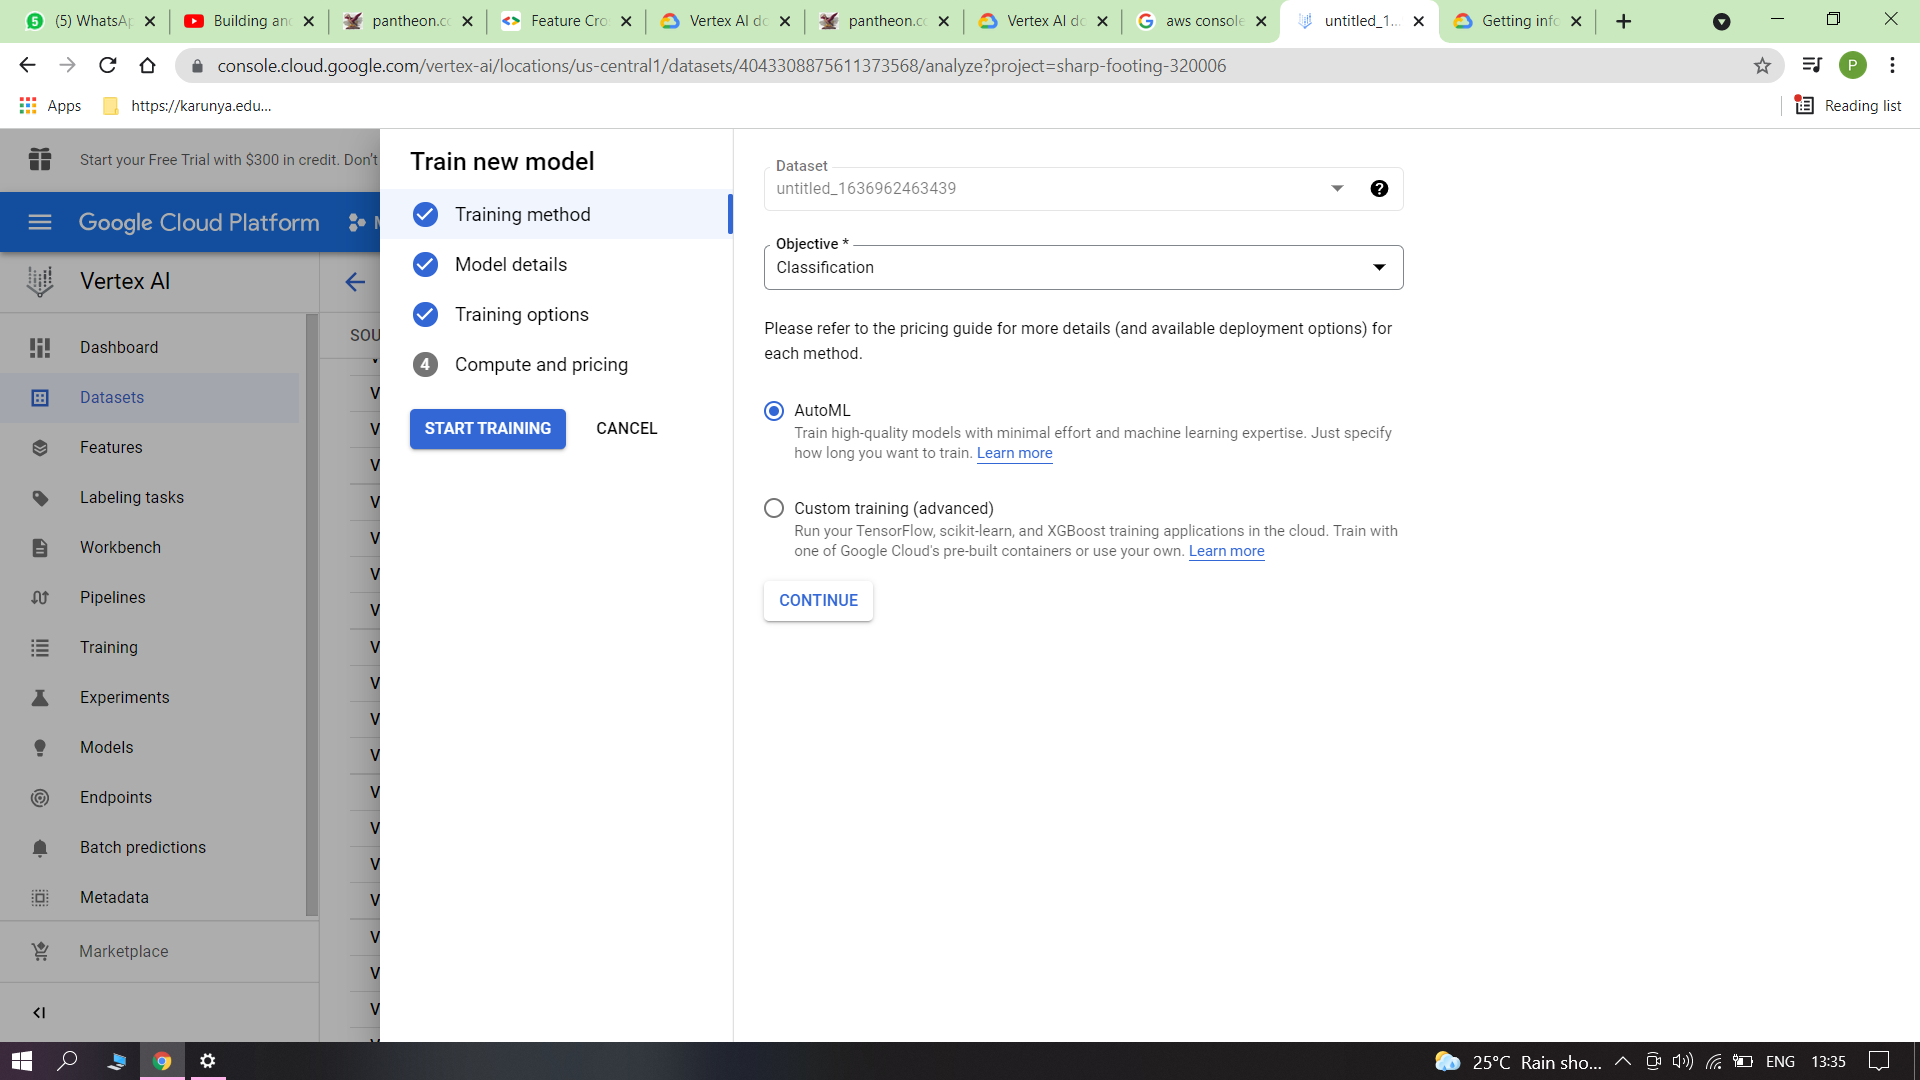 (5) WhatsAp
Building and
pantheon.co
Feature Cros
Vertex AI do
pantheon.co
Vertex AI do
aws console
untitled_1...
Getting info
console.cloud.google.com/vertex-ai/locations/us-central1/datasets/4043308875611373568/analyze?project=sharp-footing-320006
P
Apps
https://karunya.edu...
Reading list
Start your Free Trial with $300 in credit. Don't
Google Cloud Platform
Vertex AI
SOU
Dashboard
Datasets
Features
Labeling tasks
Workbench
Pipelines
Training
Experiments
Models
Endpoints
Batch predictions
Metadata
Marketplace
Train new model
Training method
Model details
Training options
4 Compute and pricing
START TRAINING CANCEL
Dataset
untitled_1636962463439
Objective *
Classification
Please refer to the pricing guide for more details (and available deployment options) for
each method.
AutoML
Train high-quality models with minimal effort and machine learning expertise. Just specify
how long you want to train. Learn more
Custom training (advanced)
Run your TensorFlow, scikit-learn, and XGBoost training applications in the cloud. Train with
one of Google Cloud's pre-built containers or use your own. Learn more
CONTINUE
25°C Rain sho...
ENG
13:35